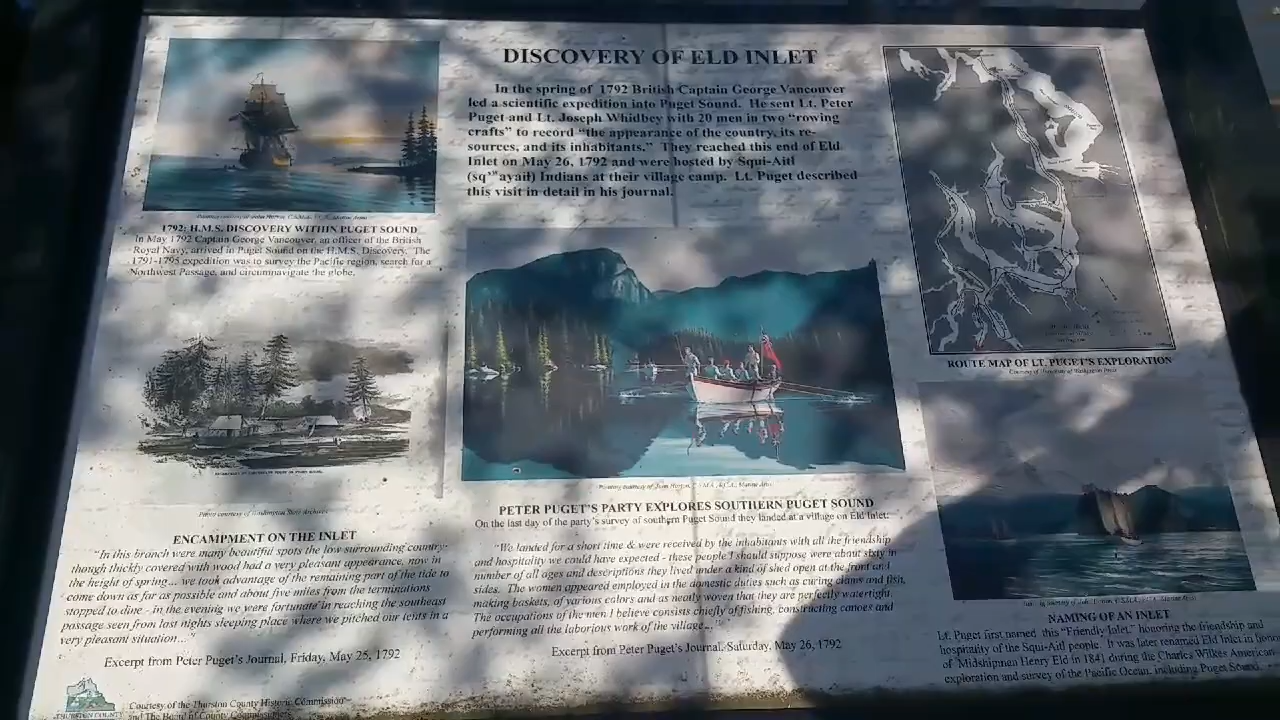 DISCOVERY OF ELD INLET
In the spring of 1792 British Captain George Vancouver
led a scientific expedition into Puget Sound. He sent Lt. Peter
Puget and Lt. Joseph Whidbey with 20 men in two “rowing
crafts” to record “the appearance of the country, its re-
sources, and its inhabitants.” They reached this end of Eld
Inlet on May 26, 1792 and were hosted by Squi-Aitl
Indians at their village camp. Lt. Puget described
this visit in detail in his journal.
1792: H.M.S. DISCOVERY WITHIN PUGET SOUND
In May 1792 Captain George Vancouver, an officer of the British
Royal Navy, arrived in Puget Sound on the H.M.S. Discovery. The
1791-1795 expedition was to survey the Pacific region, search for a
Northwest Passage, and circumnavigate the globe.
Photo courtesy of Washington State Archives
ENCAMPMENT ON THE INLET
“In this branch were many beautiful spots the low surrounding country-
though thickly covered with wood had a very pleasant appearance, now in
the height of spring... we took advantage of the remaining part of the tide to
come down as far as possible and about five miles from the terminations
stopped to dine - in the evening we were fortunate in reaching the southeast
passage seen from last nights sleeping place where we pitched our tents in a
very pleasant situation...”
Excerpt from Peter Puget's Journal, Friday, May 25, 1792
THURSTON COUNTY
Courtesy of the Thurston County Historic Commission
and The Board of County Commissioners
PETER PUGET'S PARTY EXPLORES SOUTHERN PUGET SOUND
On the last day of the party's survey of southern Puget Sound they landed at a village on Eld Inlet:
“We landed for a short time & were received by the inhabitants with all the friendship
and hospitality we could have expected - these people I should suppose were about sixty in
number of all ages and descriptions they lived under a kind of shed open at the front and
sides. The women appeared employed in the domestic duties such as curing clams and fish,
making baskets, of various colors and as neatly woven that they are perfectly watertight.
The occupations of the men I believe consists chiefly of fishing, constructing canoes and
performing all the laborious work of the village...”
Excerpt from Peter Puget's Journal, Saturday, May 26, 1792
ROUTE MAP OF LT. PUGET'S EXPLORATION
Courtesy of University of Washington Press
NAMING OF AN INLET
Lt. Puget first named this “Friendly Inlet,” honoring the friendship and
hospitality of the Squi-Aitl people. It was later renamed Eld Inlet in honor
of Midshipman Henry Eld in 1841 during the Charles Wilkes American
exploration and survey of the Pacific Ocean, including Puget Sound.